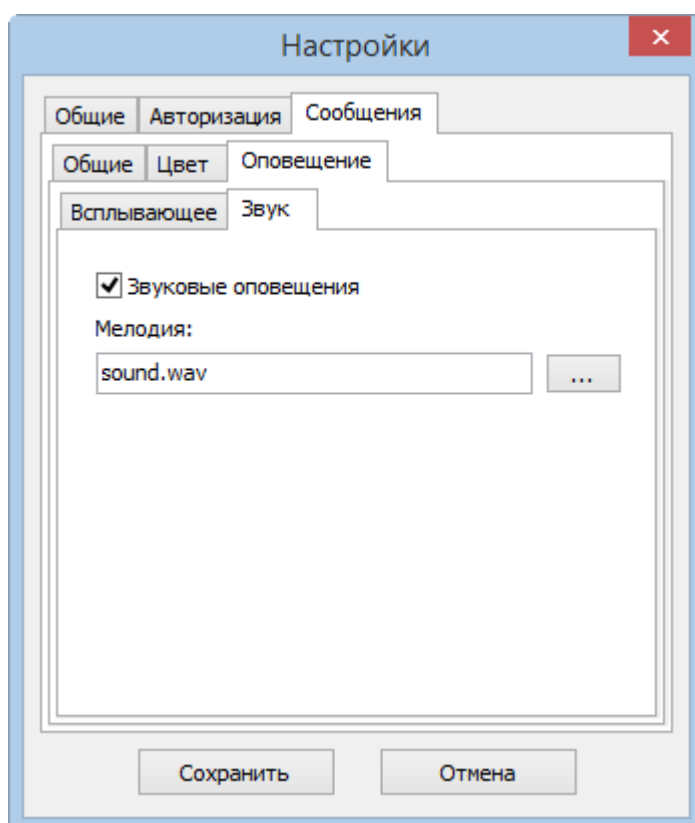 Настройки
Общие Авторизация Сообщения
Общие Цвет Оповещение
Всплывающее Звук
Звуковые оповещения
Мелодия:
sound.wav ...
Сохранить Отмена